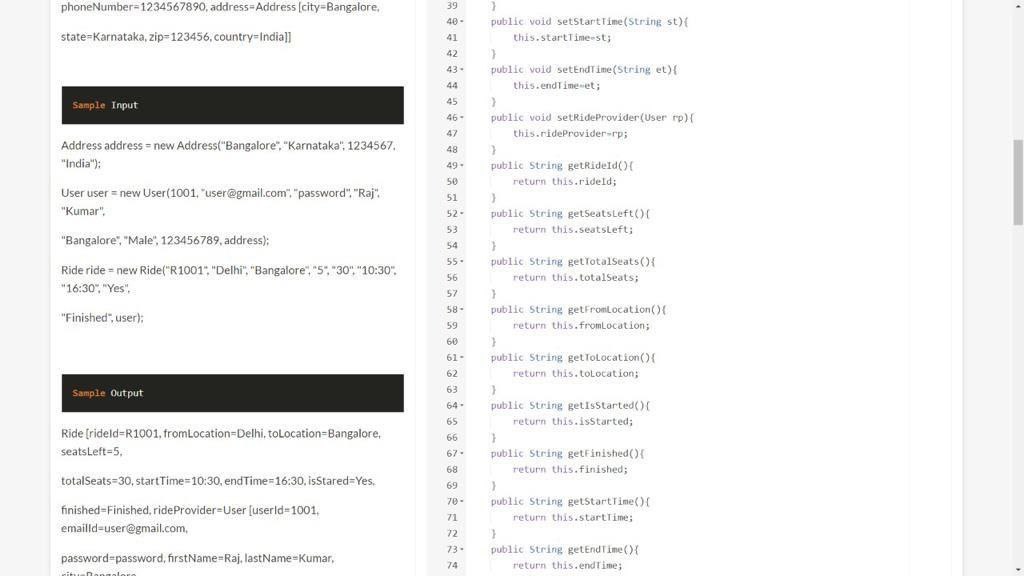 phoneNumber=1234567890, address=Address [city=Bangalore,
state=Karnataka, zip=123456, country=India]]
Sample Input
Address address = new Address("Bangalore", "Karnataka", 1234567,
"India");
User user = new User(1001, "user@gmail.com", "password", "Raj",
"Kumar",
"Bangalore", "Male", 123456789, address);
Ride ride = new Ride("R1001", "Delhi", "Bangalore", "5", "30", "10:30",
"16:30", "Yes",
"Finished", user);
Sample Output
Ride [rideId=R1001, fromLocation=Delhi, toLocation=Bangalore,
seatsLeft=5,
totalSeats=30, startTime=10:30, endTime=16:30, isStared=Yes,
finished=Finished, rideProvider=User [userId=1001,
emailId=user@gmail.com,
password=password, firstName=Raj, lastName=Kumar,
city=Bangalore
39 }
40 public void setStartTime(String st){
41 this.startTime=st;
42 }
43 public void setEndTime(String et){
44 this.endTime=et;
45 }
46 public void setRideProvider(User rp){
47 this.rideProvider=rp;
48 }
49 public String getRideId(){
50 return this.rideId;
51 }
52 public String getSeatsLeft(){
53 return this.seatsLeft;
54 }
55 public String getTotalSeats(){
56 return this.totalSeats;
57 }
58 public String getFromLocation(){
59 return this.fromLocation;
60 }
61 public String getToLocation(){
62 return this.toLocation;
63 }
64 public String getIsStarted(){
65 return this.isStarted;
66 }
67 public String getFinished(){
68 return this.finished;
69 }
70 public String getStartTime(){
71 return this.startTime;
72 }
73 public String getEndTime(){
74 return this.endTime;